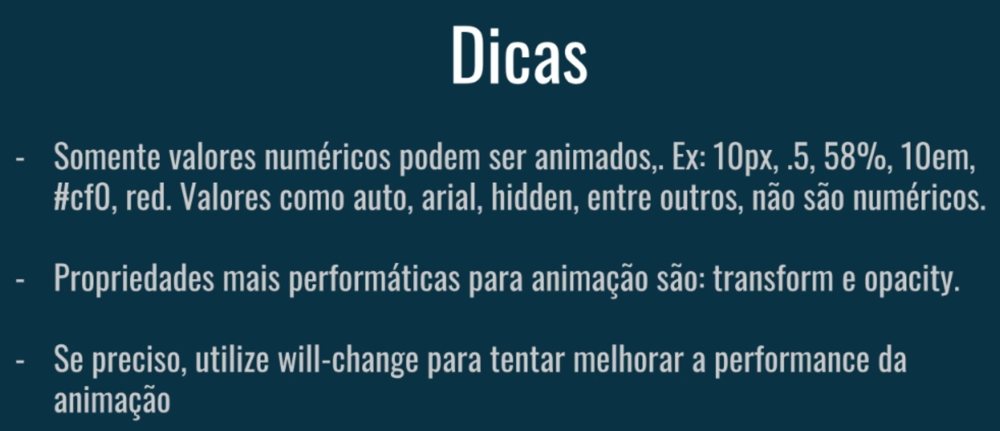 Dicas
- Somente valores numéricos podem ser animados,. Ex: 10px, .5, 58%, 10em,
#cf0, red. Valores como auto, arial, hidden, entre outros, não são numéricos.
- Propriedades mais performáticas para animação são: transform e opacity.
- Se preciso, utilize will-change para tentar melhorar a performance da
animação